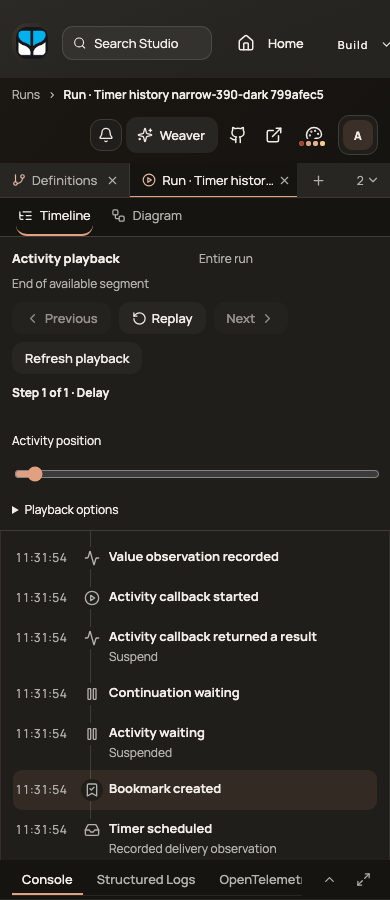 Search Studio
Home
Build
Runs › Run · Timer history narrow-390-dark 799afec5
Weaver
A
Definitions
Run · Timer histor…
2
Timeline
Diagram
Activity playback
Entire run
End of available segment
Previous
Replay
Next
Refresh playback
Step 1 of 1 · Delay
Activity position
Playback options
11:31:54 Value observation recorded
11:31:54 Activity callback started
11:31:54 Activity callback returned a result
Suspend
11:31:54 Continuation waiting
11:31:54 Activity waiting
Suspended
11:31:54 Bookmark created
11:31:54 Timer scheduled
Recorded delivery observation
Console
Structured Logs
OpenTelemet